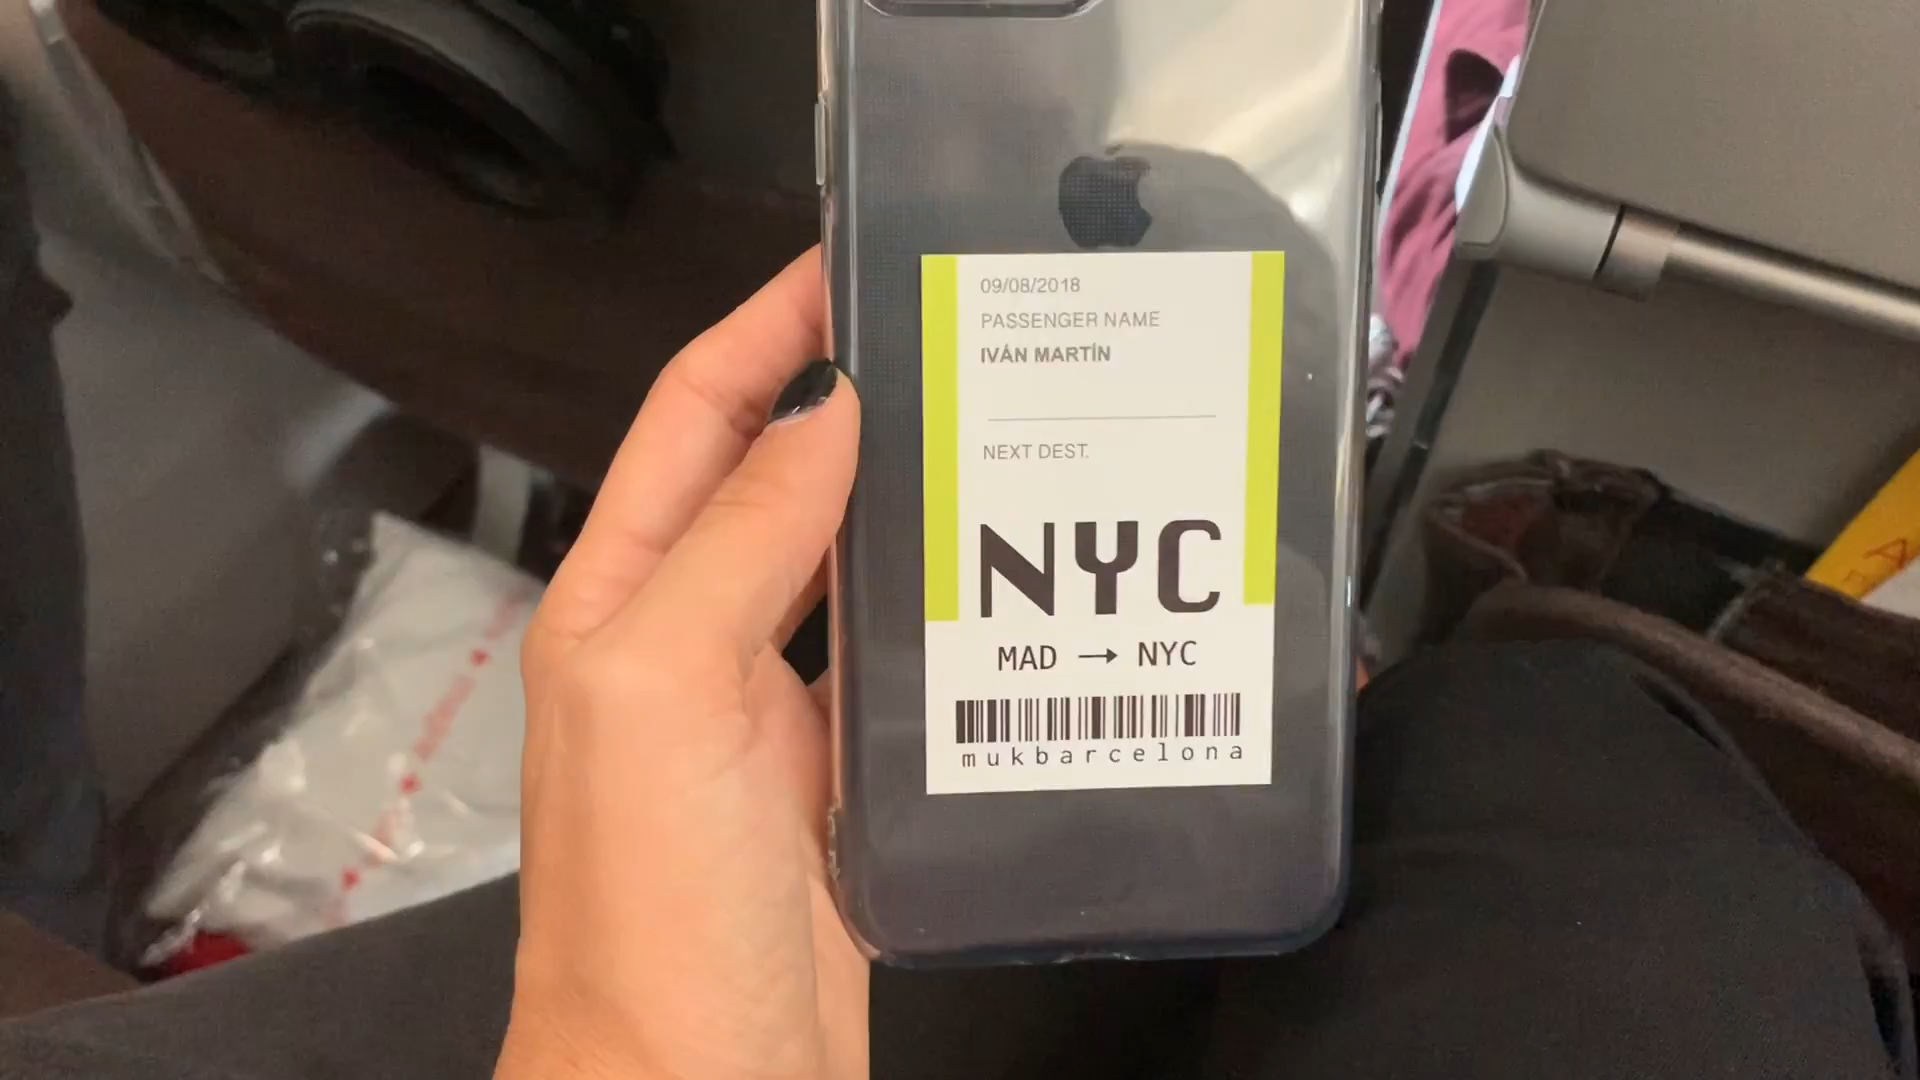 09/08/2018
PASSENGER NAME
IVÁN MARTÍN
NEXT DEST.
NYC
MAD → NYC
mukbarcelona